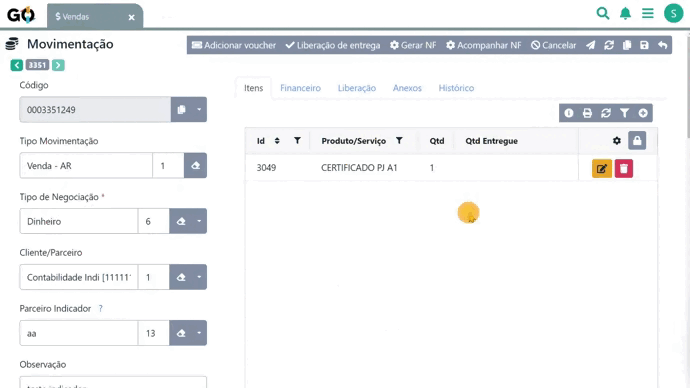 GO
$ Vendas ×
S
Movimentação
Adicionar voucher Liberação de entrega Gerar NF Acompanhar NF Cancelar
3351
Código
0003351249
Tipo Movimentação
Venda - AR 1
Tipo de Negociação *
Dinheiro 6
Cliente/Parceiro
Contabilidade Indi [11111 1
Parceiro Indicador ?
aa 13
Observação
Itens Financeiro Liberação Anexos Histórico
Id Produto/Serviço Qtd Qtd Entregue
3049 CERTIFICADO PJ A1 1